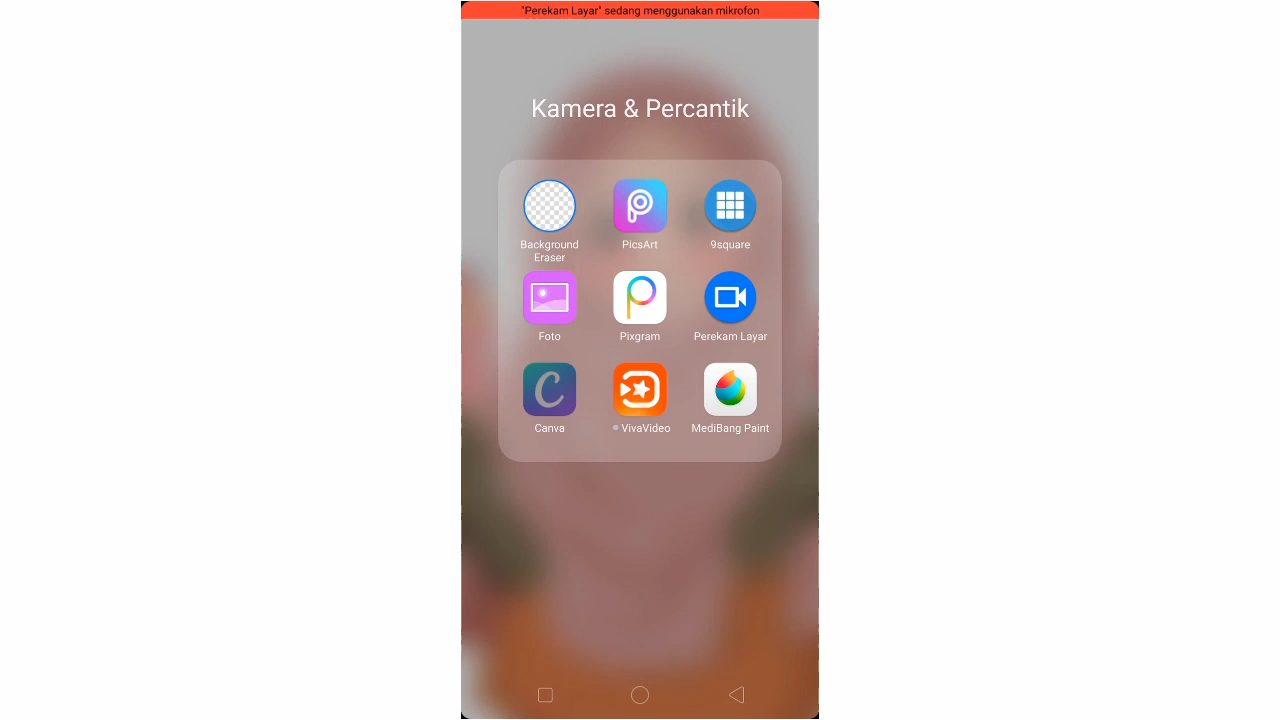 "Perekam Layar" sedang menggunakan mikrofon
Kamera & Percantik
Background
Eraser
PicsArt
9square
Foto
Pixgram
Perekam Layar
Canva
VivaVideo
MediBang Paint